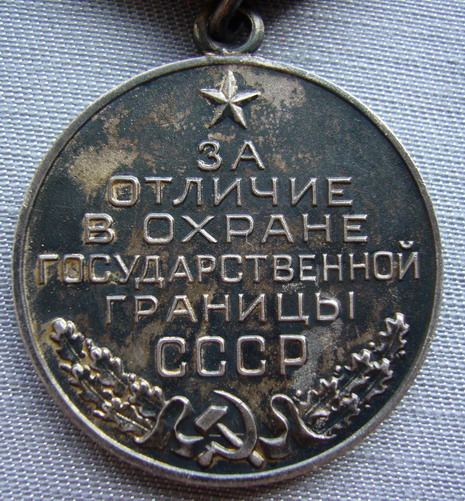 ЗА
ОТЛИЧИЕ
В ОХРАНЕ
ГОСУДАРСТВЕННОЙ
ГРАНИЦЫ
СССР